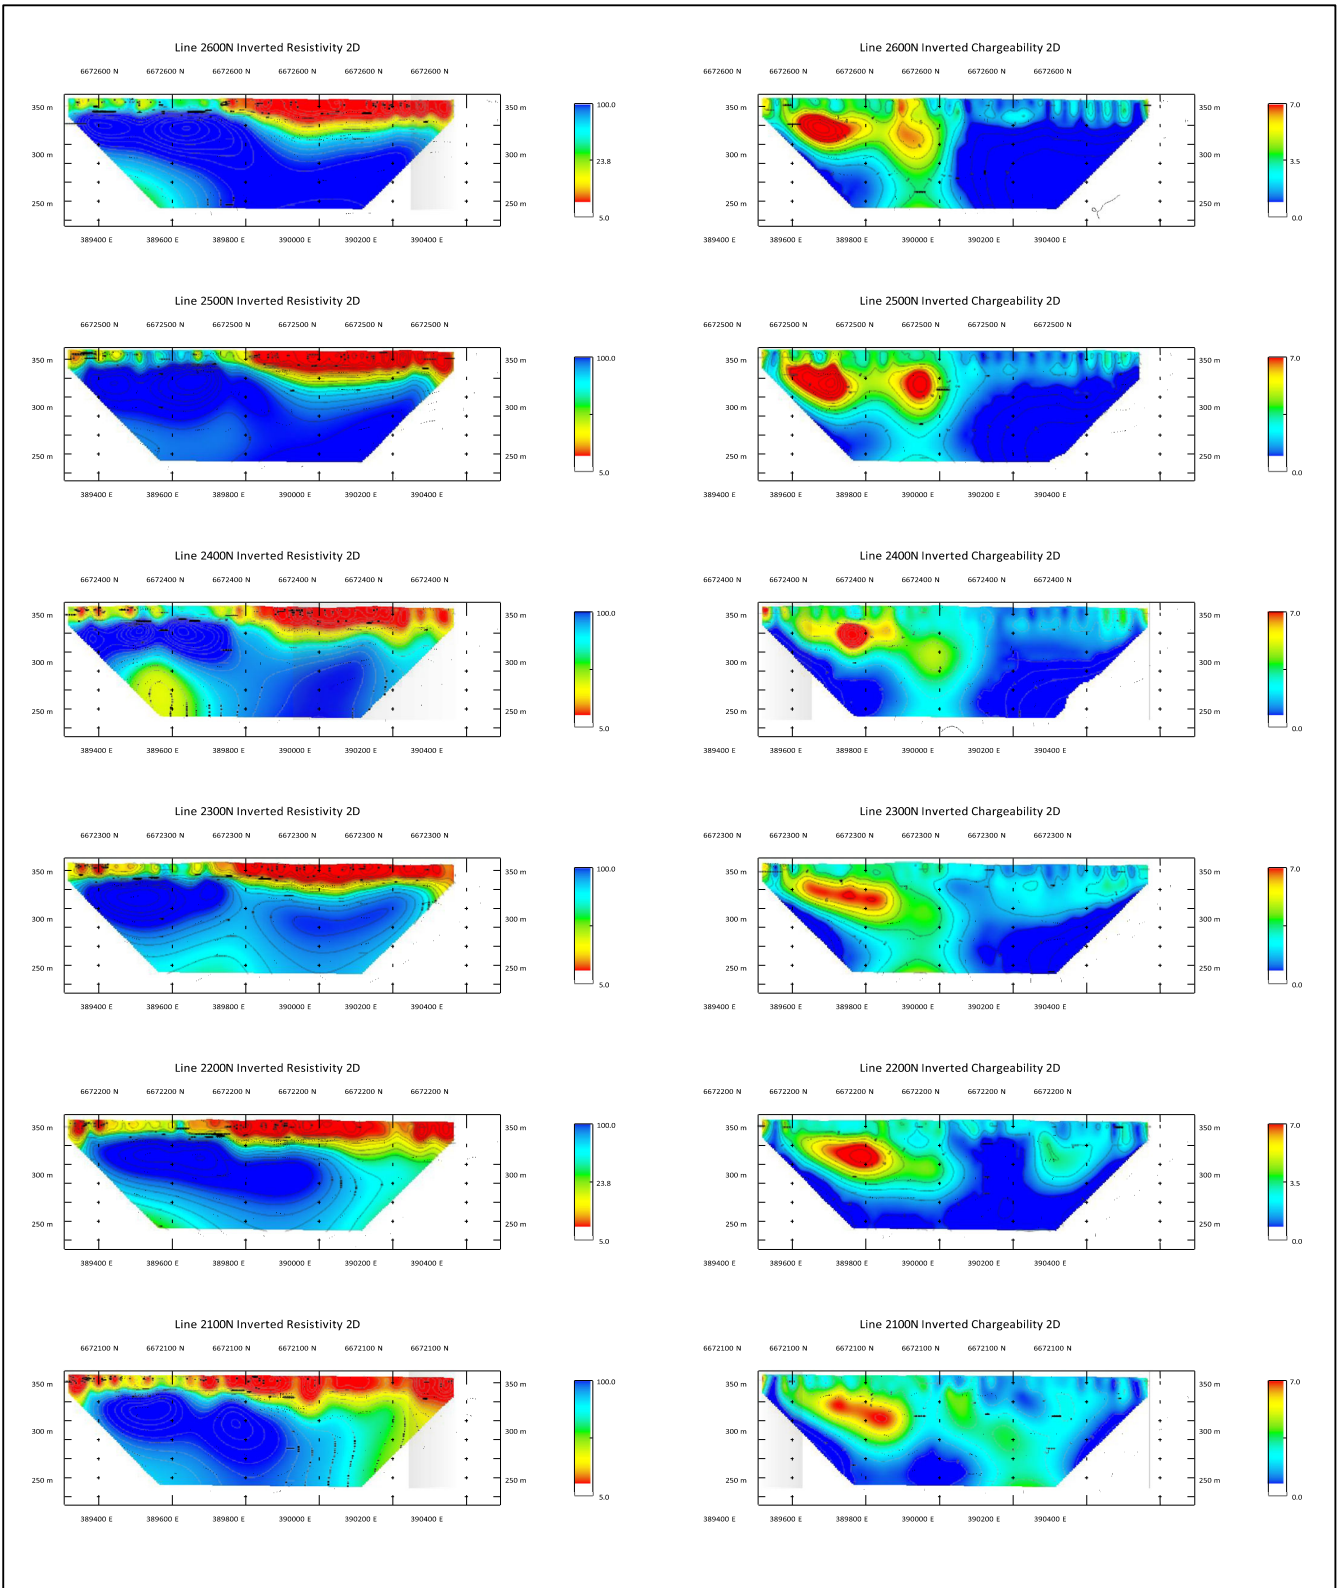 Line 2600N Inverted Resistivity 2D
6672600 N 6672600 N 6672600 N 6672600 N 6672600 N 6672600 N
350 m 350 m 100.0
300 m 300 m 23.8
250 m 250 m 5.0
389400 E 389600 E 389800 E 390000 E 390200 E 390400 E
Line 2600N Inverted Chargeability 2D
6672600 N 6672600 N 6672600 N 6672600 N 6672600 N 6672600 N
350 m 350 m 7.0
300 m 300 m 3.5
250 m 250 m 0.0
389400 E 389600 E 389800 E 390000 E 390200 E 390400 E
Line 2500N Inverted Resistivity 2D
6672500 N 6672500 N 6672500 N 6672500 N 6672500 N 6672500 N
350 m 350 m 100.0
300 m 300 m
250 m 250 m 5.0
389400 E 389600 E 389800 E 390000 E 390200 E 390400 E
Line 2500N Inverted Chargeability 2D
6672500 N 6672500 N 6672500 N 6672500 N 6672500 N 6672500 N
350 m 350 m 7.0
300 m 300 m
250 m 250 m 0.0
389400 E 389600 E 389800 E 390000 E 390200 E 390400 E
Line 2400N Inverted Resistivity 2D
6672400 N 6672400 N 6672400 N 6672400 N 6672400 N 6672400 N
350 m 350 m 100.0
300 m 300 m
250 m 250 m 5.0
389400 E 389600 E 389800 E 390000 E 390200 E 390400 E
Line 2400N Inverted Chargeability 2D
6672400 N 6672400 N 6672400 N 6672400 N 6672400 N 6672400 N
350 m 350 m 7.0
300 m 300 m
250 m 250 m 0.0
389400 E 389600 E 389800 E 390000 E 390200 E 390400 E
Line 2300N Inverted Resistivity 2D
6672300 N 6672300 N 6672300 N 6672300 N 6672300 N 6672300 N
350 m 350 m 100.0
300 m 300 m
250 m 250 m 5.0
389400 E 389600 E 389800 E 390000 E 390200 E 390400 E
Line 2300N Inverted Chargeability 2D
6672300 N 6672300 N 6672300 N 6672300 N 6672300 N 6672300 N
350 m 350 m 7.0
300 m 300 m
250 m 250 m 0.0
389400 E 389600 E 389800 E 390000 E 390200 E 390400 E
Line 2200N Inverted Resistivity 2D
6672200 N 6672200 N 6672200 N 6672200 N 6672200 N 6672200 N
350 m 350 m 100.0
300 m 300 m 23.8
250 m 250 m 5.0
389400 E 389600 E 389800 E 390000 E 390200 E 390400 E
Line 2200N Inverted Chargeability 2D
6672200 N 6672200 N 6672200 N 6672200 N 6672200 N 6672200 N
350 m 350 m 7.0
300 m 300 m 3.5
250 m 250 m 0.0
389400 E 389600 E 389800 E 390000 E 390200 E 390400 E
Line 2100N Inverted Resistivity 2D
6672100 N 6672100 N 6672100 N 6672100 N 6672100 N 6672100 N
350 m 350 m 100.0
300 m 300 m
250 m 250 m 5.0
389400 E 389600 E 389800 E 390000 E 390200 E 390400 E
Line 2100N Inverted Chargeability 2D
6672100 N 6672100 N 6672100 N 6672100 N 6672100 N 6672100 N
350 m 350 m 7.0
300 m 300 m
250 m 250 m 0.0
389400 E 389600 E 389800 E 390000 E 390200 E 390400 E